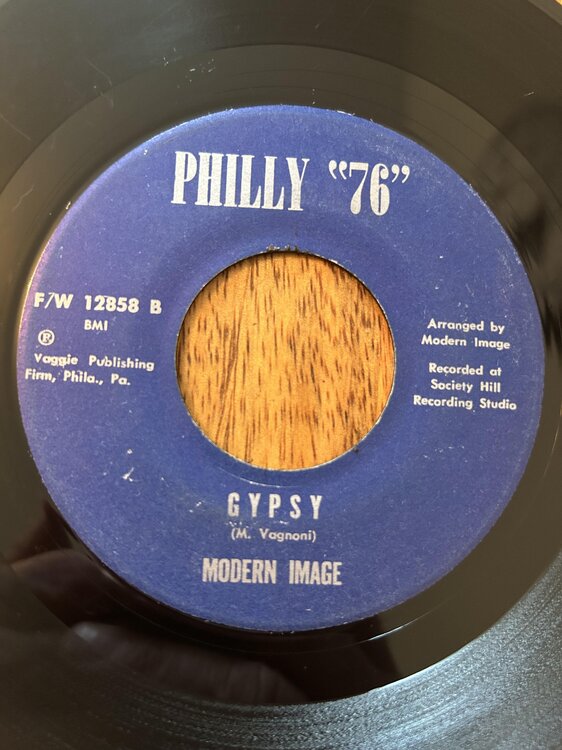 PHILLY “76”
F/W 12858 B
BMI
Ⓟ
Vaggie Publishing
Firm, Phila., Pa.
Arranged by
Modern Image
Recorded at
Society Hill
Recording Studio
GYPSY
(M. Vagnoni)
MODERN IMAGE